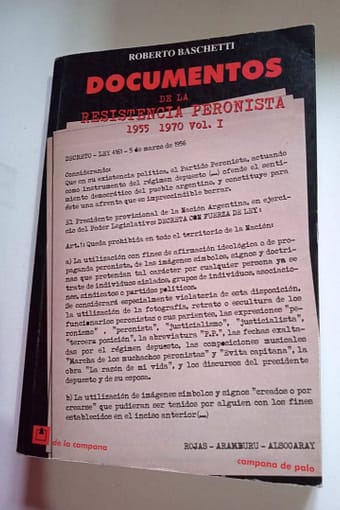 ROBERTO BASCHETTI
DOCUMENTOS
DE LA
RESISTENCIA PERONISTA
1955 1970 Vol. I
DECRETO - LEY 4161 - 5 de marzo de 1956
Considerando:
Que en su existencia política, el Partido Peronista, actuando
como instrumento del régimen depuesto (...) ofende el senti-
miento democrático del pueblo argentino, y constituye para
éste una afrenta que es imprescindible borrar.
El Presidente provisional de la Nación Argentina, en ejerci-
cio del Poder Legislativo DECRETA CON FUERZA DE LEY:
Art.1: Queda prohibida en todo el territorio de la Nación:
a) La utilización con fines de afirmación ideológica o de pro-
paganda peronista, de las imágenes símbolos, signos y doctri-
nas que pretendan tal carácter por cualquier persona ya se
trate de individuos aislados, grupos de individuos, asociacio-
nes, sindicatos o partidos políticos.
Se considerará especialmente violatorio de esta disposición,
la utilización de la fotografía, retrato o escultura de los
funcionarios peronistas o sus parientes, las expresiones "pe-
ronismo" , "peronista", "justicialismo", "justicialista",
"tercera posición", la abreviatura "P.P.", las fechas exalta-
das por el régimen depuesto, las composiciones musicales
"Marcha de los muchachos peronistas" y "Evita capitana", la
obra "La razón de mi vida", y los discursos del presidente
depuesto y de su esposa.
b) La utilización de imágenes símbolos y signos "creados o por
crearse" que pudieran ser tenidos por alguien con los fines
establecidos en el inciso anterior(...)
ROJAS - ARAMBURU - ALSOGARAY
de la campana
campana de palo